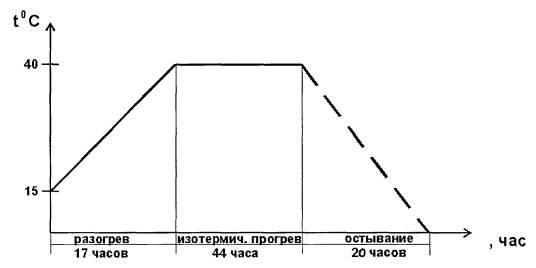 t⁰C
40
15
разогрев изотермич. прогрев остывание , час
17 часов 44 часа 20 часов